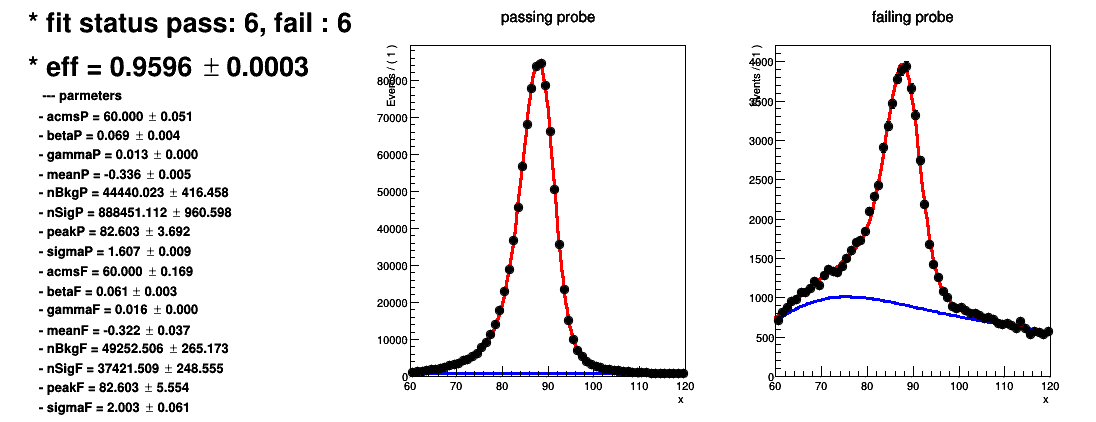 * fit status pass: 6, fail : 6
* eff = 0.9596 ± 0.0003
--- parmeters
- acmsP = 60.000 ± 0.051
- betaP = 0.069 ± 0.004
- gammaP = 0.013 ± 0.000
- meanP = -0.336 ± 0.005
- nBkgP = 44440.023 ± 416.458
- nSigP = 888451.112 ± 960.598
- peakP = 82.603 ± 3.692
- sigmaP = 1.607 ± 0.009
- acmsF = 60.000 ± 0.169
- betaF = 0.061 ± 0.003
- gammaF = 0.016 ± 0.000
- meanF = -0.322 ± 0.037
- nBkgF = 49252.506 ± 265.173
- nSigF = 37421.509 ± 248.555
- peakF = 82.603 ± 5.554
- sigmaF = 2.003 ± 0.061
passing probe
Events / ( 1 )
80000
70000
60000
50000
40000
30000
20000
10000
0
60 70 80 90 100 110 120
x
failing probe
Events / ( 1 )
4000
3500
3000
2500
2000
1500
1000
500
0
60 70 80 90 100 110 120
x